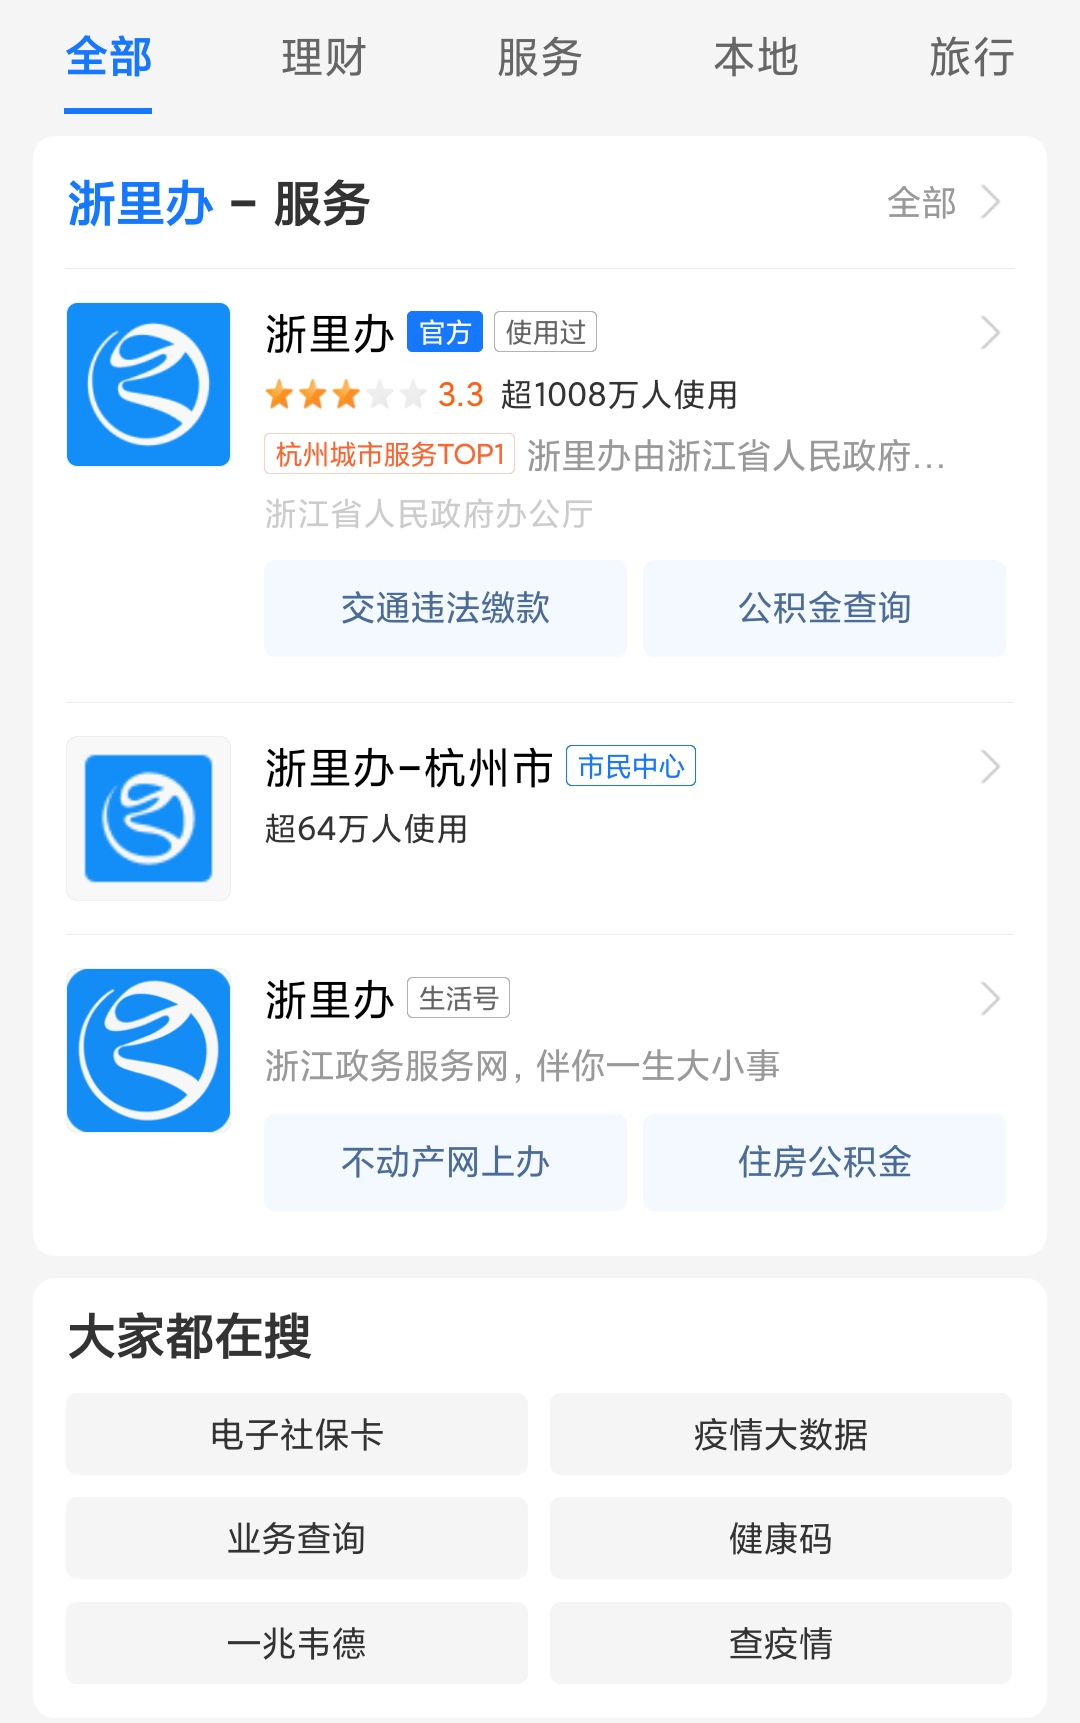 全部 理财 服务 本地 旅行
浙里办 - 服务 全部
浙里办 官方 使用过
3.3 超1008万人使用
杭州城市服务TOP1 浙里办由浙江省人民政府...
浙江省人民政府办公厅
交通违法缴款 公积金查询
浙里办-杭州市 市民中心
超64万人使用
浙里办 生活号
浙江政务服务网，伴你一生大小事
不动产网上办 住房公积金
大家都在搜
电子社保卡 疫情大数据
业务查询 健康码
一兆韦德 查疫情